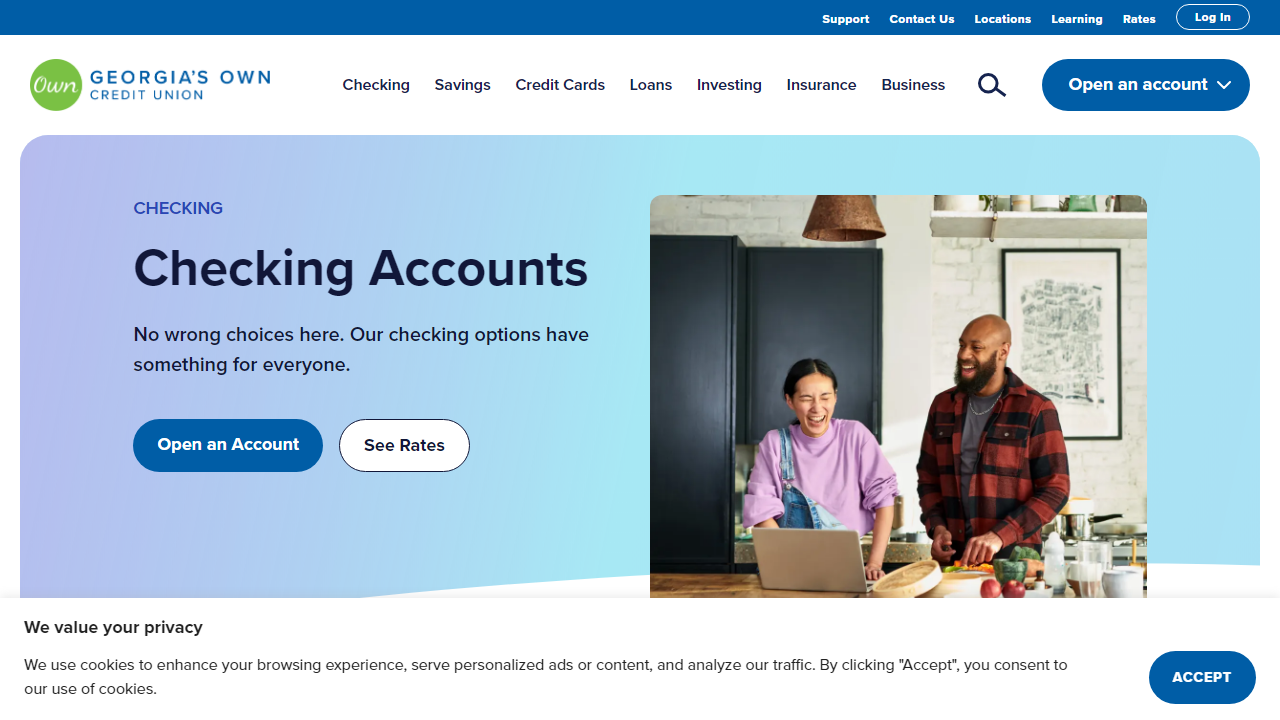 Support Contact Us Locations Learning Rates Log In
Own GEORGIA'S OWN
CREDIT UNION
Checking Savings Credit Cards Loans Investing Insurance Business Open an account
CHECKING
Checking Accounts
No wrong choices here. Our checking options have
something for everyone.
Open an Account See Rates
We value your privacy
We use cookies to enhance your browsing experience, serve personalized ads or content, and analyze our traffic. By clicking "Accept", you consent to
our use of cookies.
ACCEPT